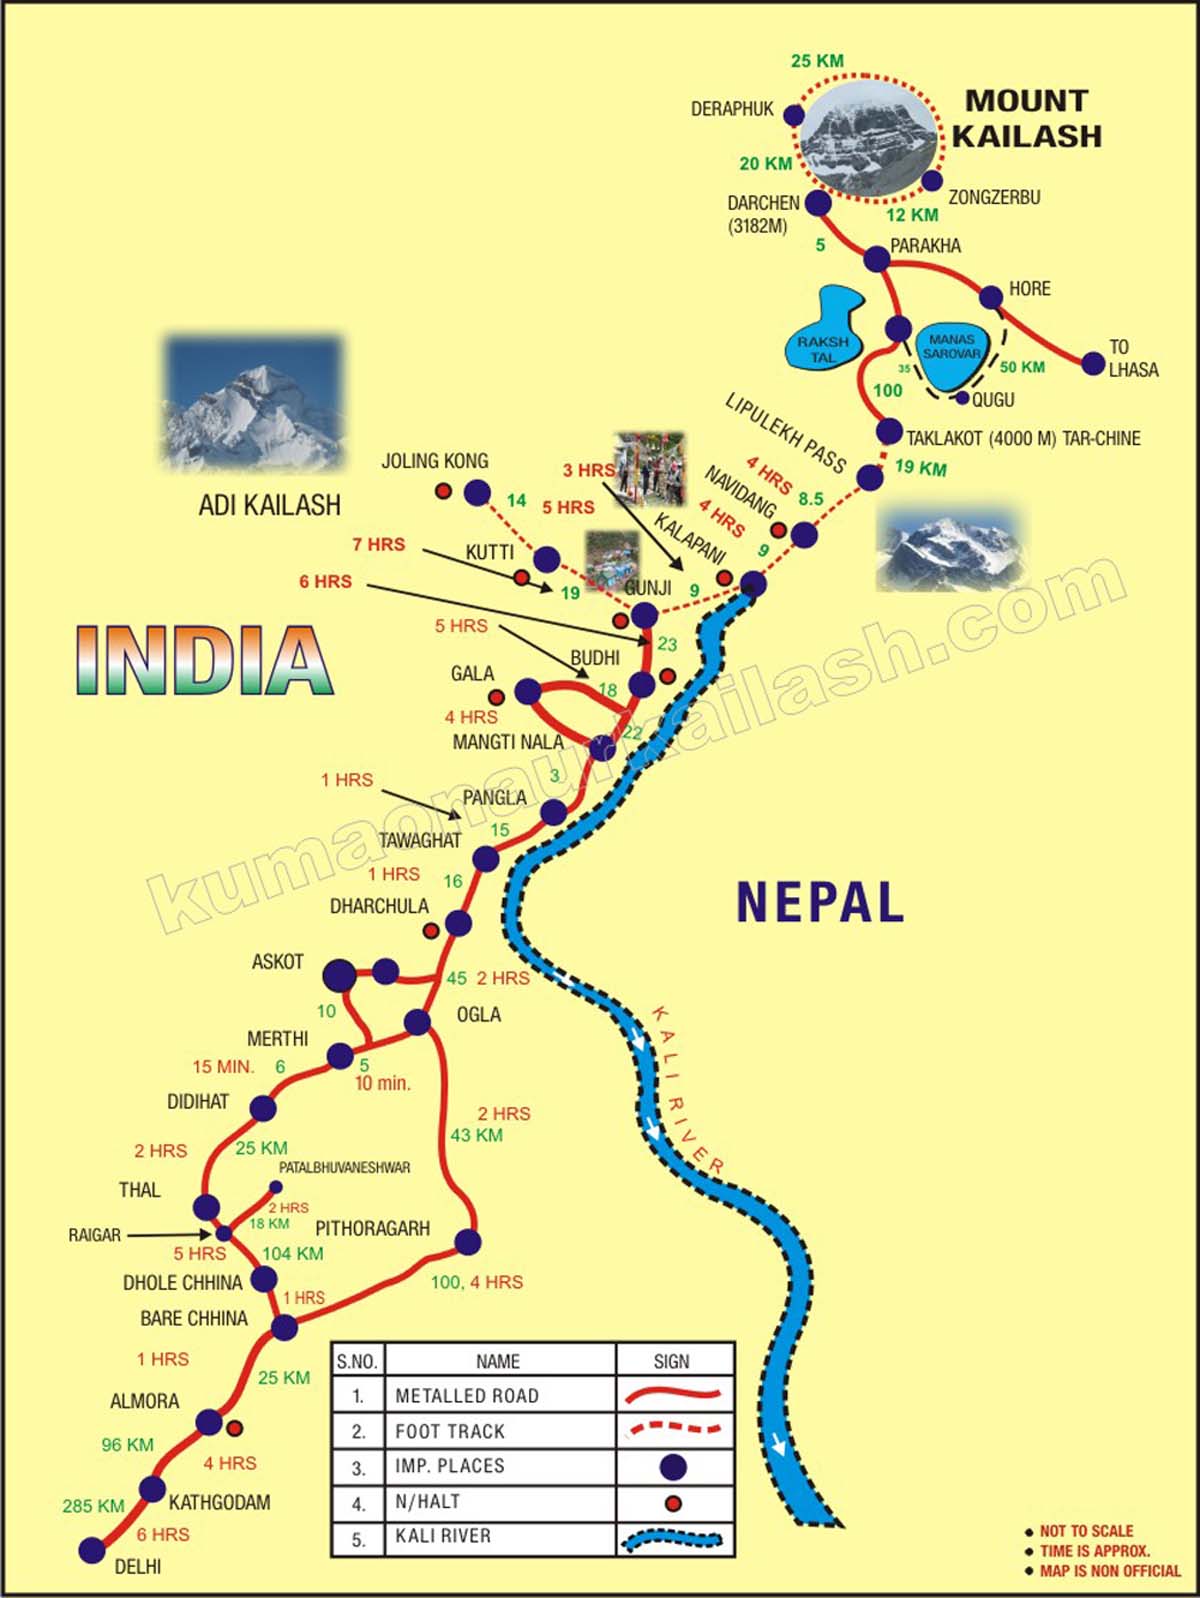 25 KM
MOUNT
KAILASH
DERAPHUK
20 KM
ZONGZERBU
DARCHEN
(3182M)
12 KM
5
PARAKHA
HORE
RAKSH
TAL
MANAS
SAROVAR
TO
LHASA
35
50 KM
100
QUGU
TAKLAKOT (4000 M) TAR-CHINE
19 KM
LIPULEKH PASS
4 HRS
8.5
NAVIDANG
4 HRS
9
KALAPANI
3 HRS
JOLING KONG
14
5 HRS
ADI KAILASH
7 HRS
KUTTI
19
6 HRS
GUNJI
9
5 HRS
23
BUDHI
INDIA
GALA
18
4 HRS
22
MANGTI NALA
3
1 HRS
PANGLA
15
TAWAGHAT
1 HRS
16
NEPAL
DHARCHULA
kumaonaurkailash.com
ASKOT
45 2 HRS
10
OGLA
KALI RIVER
MERTHI
15 MIN.
6
5
10 min.
DIDIHAT
2 HRS
43 KM
2 HRS
25 KM
PATALBHUVANESHWAR
THAL
2 HRS
18 KM
RAIGAR
PITHORAGARH
5 HRS
104 KM
DHOLE CHHINA
100, 4 HRS
1 HRS
BARE CHHINA
1 HRS
25 KM
ALMORA
96 KM
4 HRS
KATHGODAM
285 KM
6 HRS
DELHI
S.NO. NAME SIGN
1. METALLED ROAD
2. FOOT TRACK
3. IMP. PLACES
4. N/HALT
5. KALI RIVER
• NOT TO SCALE
• TIME IS APPROX.
• MAP IS NON OFFICIAL